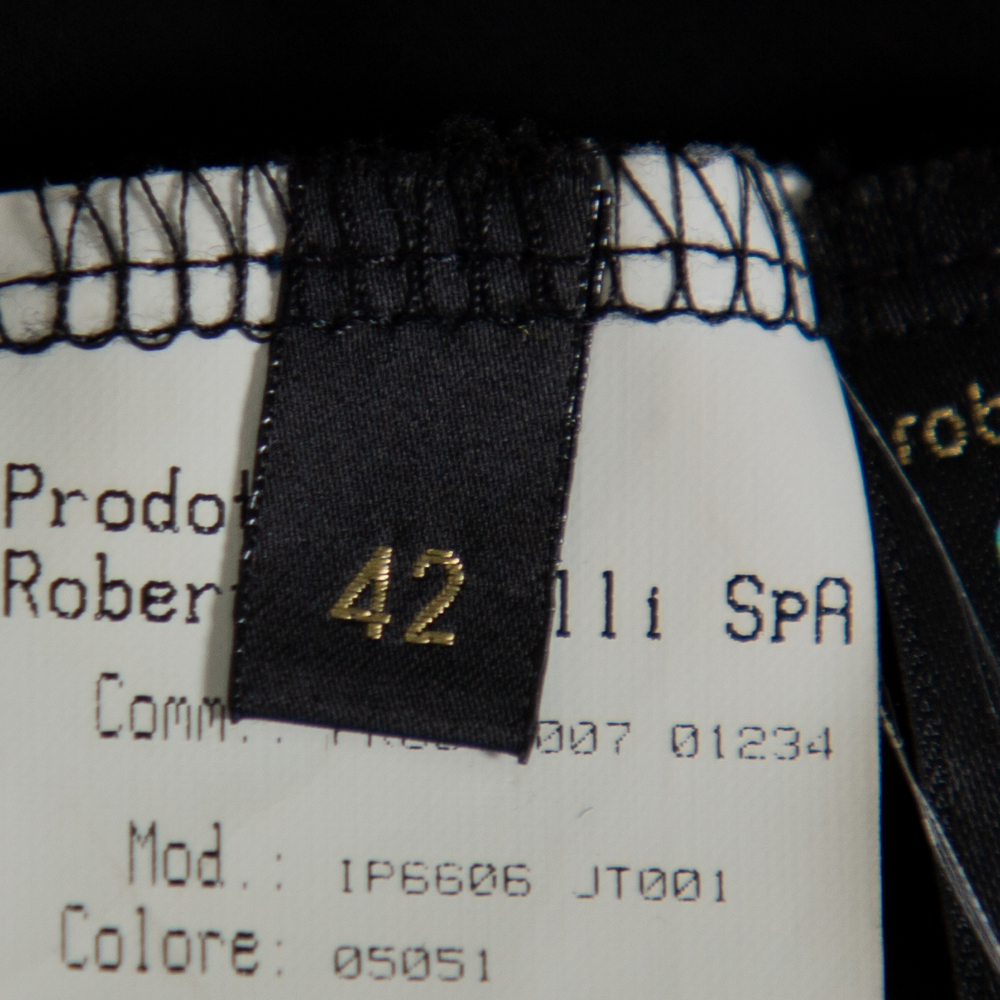 Prodot
Rober lli SpA
42
Comm.: 007 01234
Mod.: IP6606 JT001
Colore: 05051
rob